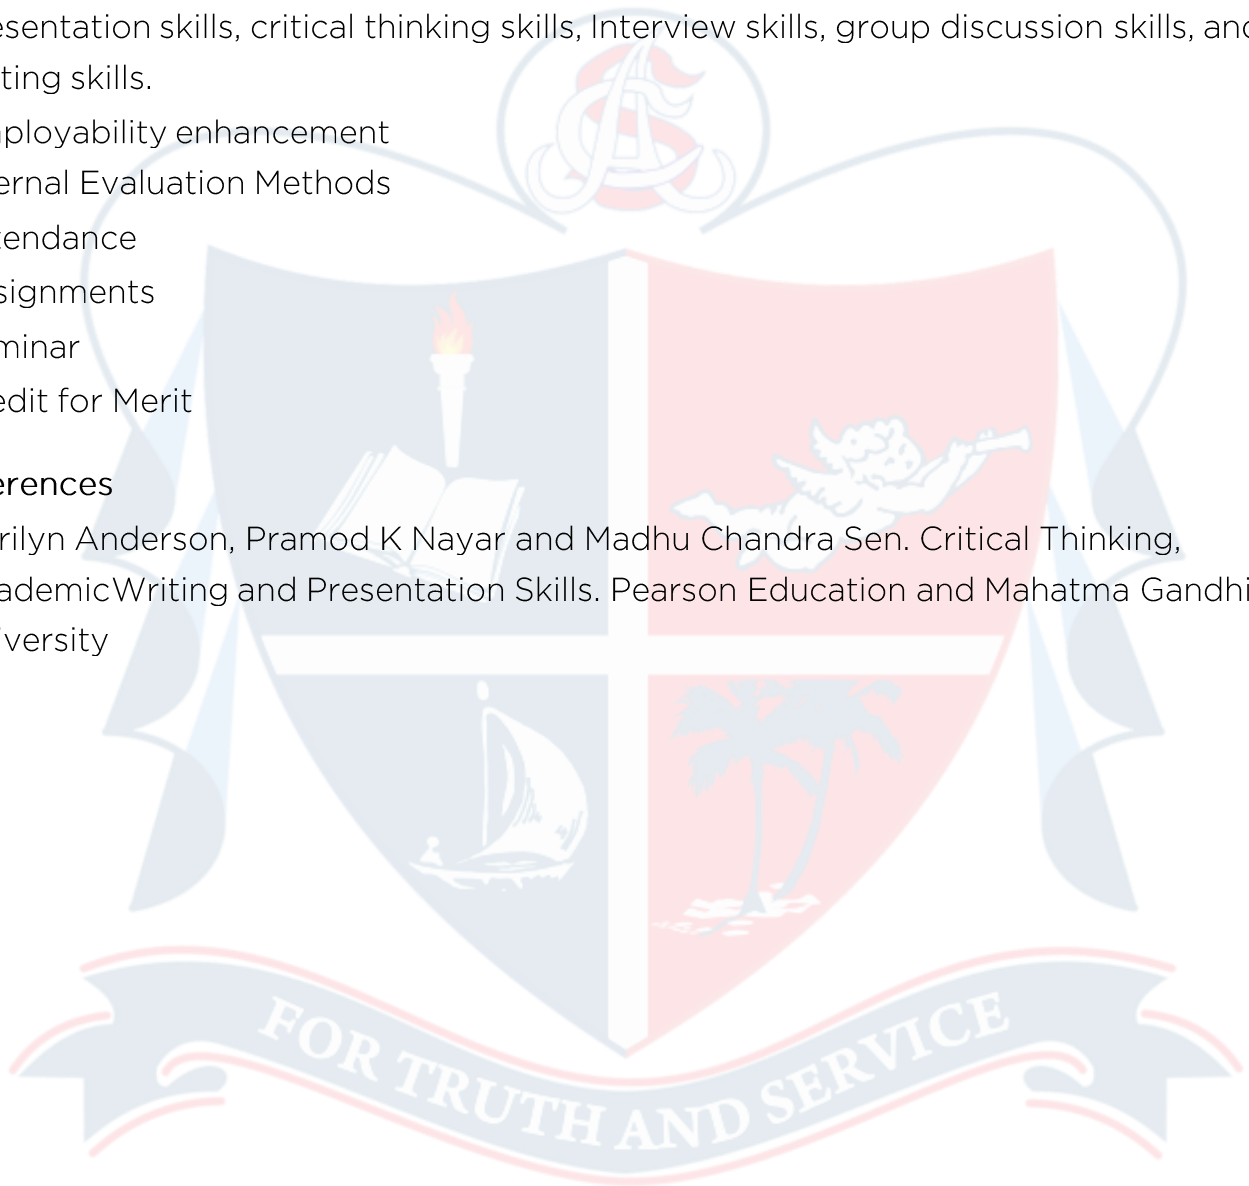 esentation skills, critical thinking skills, Interview skills, group discussion skills, and
ting skills.
ployability enhancement
ernal Evaluation Methods
tendance
signments
minar
edit for Merit
erences
rilyn Anderson, Pramod K Nayar and Madhu Chandra Sen. Critical Thinking,
ademicWriting and Presentation Skills. Pearson Education and Mahatma Gandhi
iversity
FOR TRUTH AND SERVICE